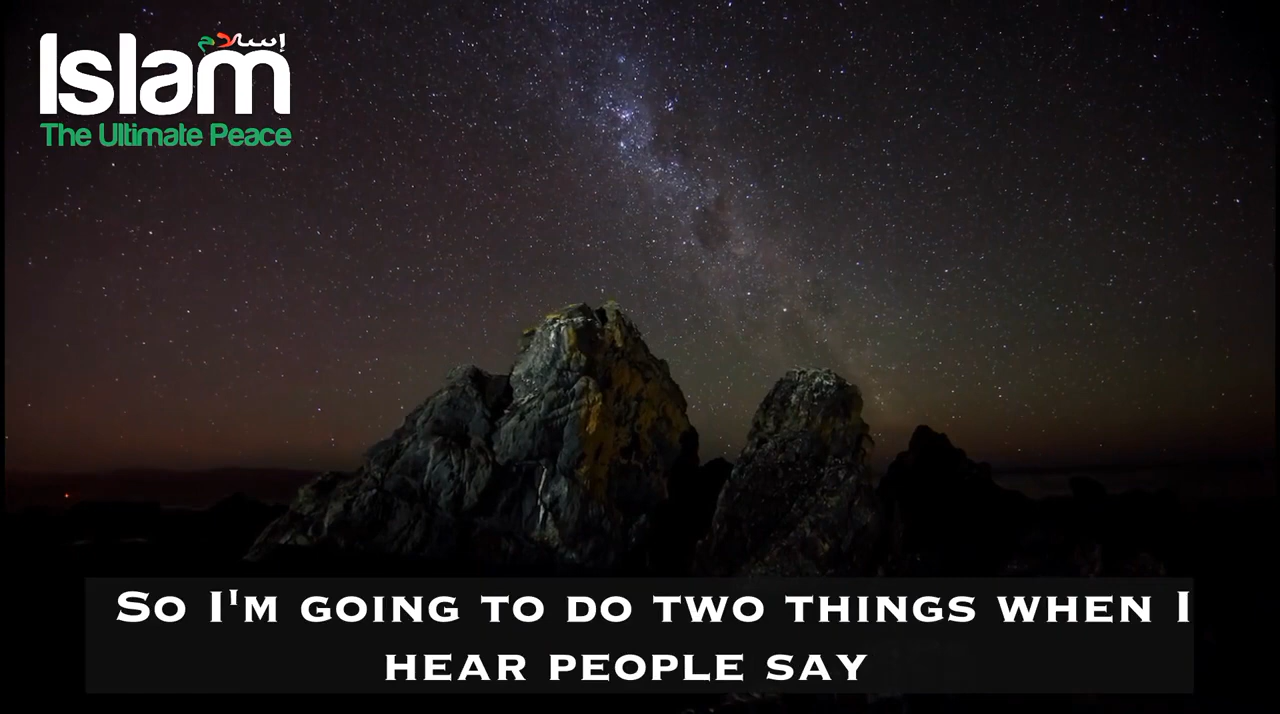 إسلام
Islam
The Ultimate Peace
So I'm going to do two things when I
hear people say